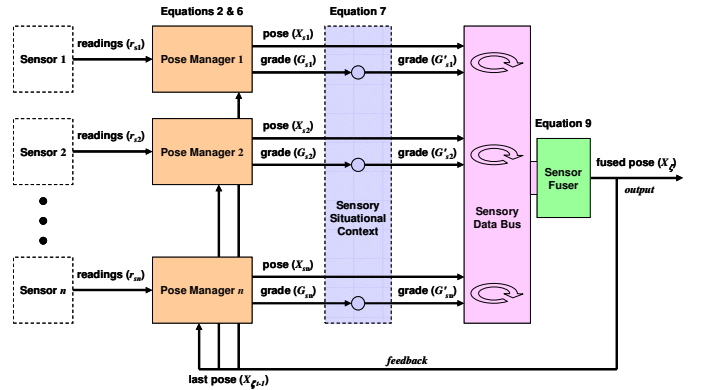 Equations 2 & 6
Equation 7
Sensor 1
readings (rs1)
Pose Manager 1
pose (Xs1)
grade (Gs1)
grade (G's1)
Sensor 2
readings (rs2)
Pose Manager 2
pose (Xs2)
grade (Gs2)
grade (G's2)
Sensory
Situational
Context
Sensory
Data Bus
Equation 9
Sensor
Fuser
fused pose (Xζ)
output
Sensor n
readings (rsn)
Pose Manager n
pose (Xsn)
grade (Gsn)
grade (G'sn)
feedback
last pose (Xζt-1)